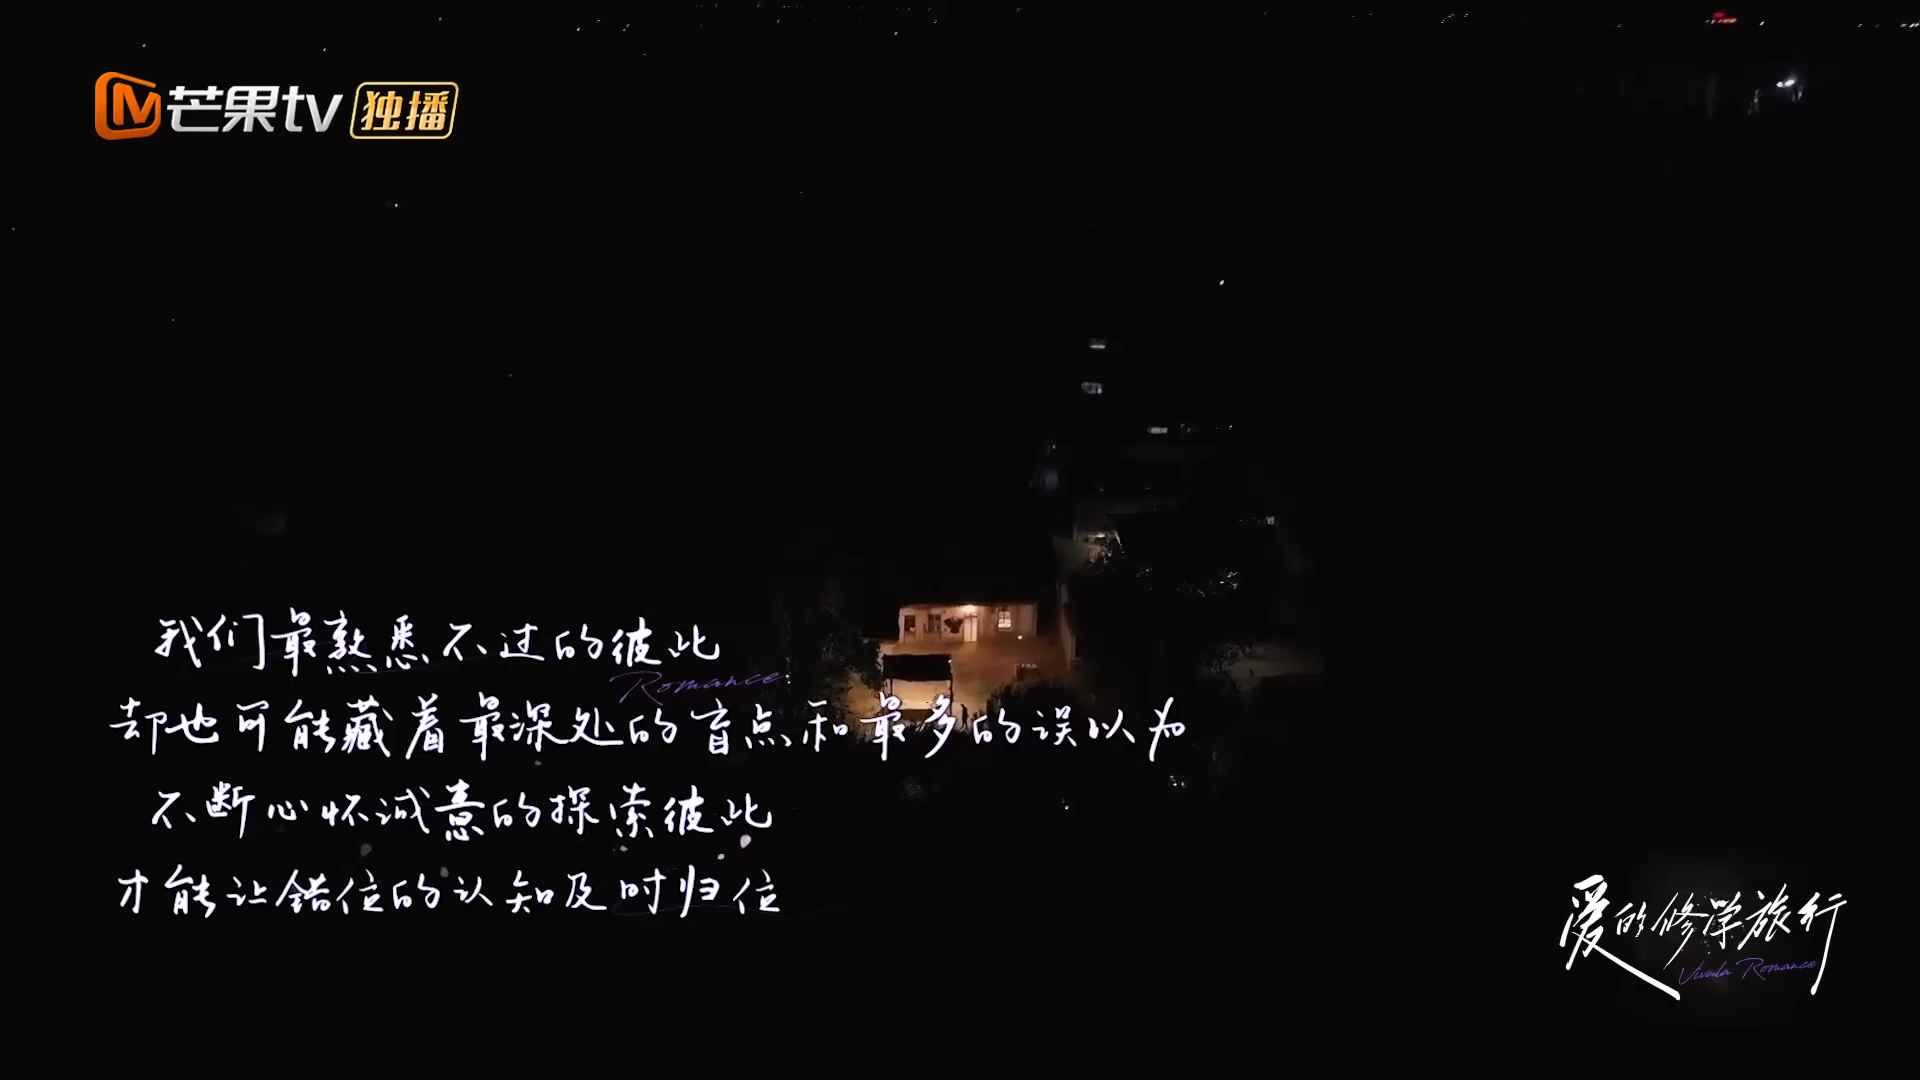 芒果tv 独播
我们最熟悉不过的彼此
Romance
却也可能藏着最深处的盲点和最多的误以为
不断心怀诚意的探索彼此
才能让错位的认知及时归位
爱的修学旅行
Viva la Romance